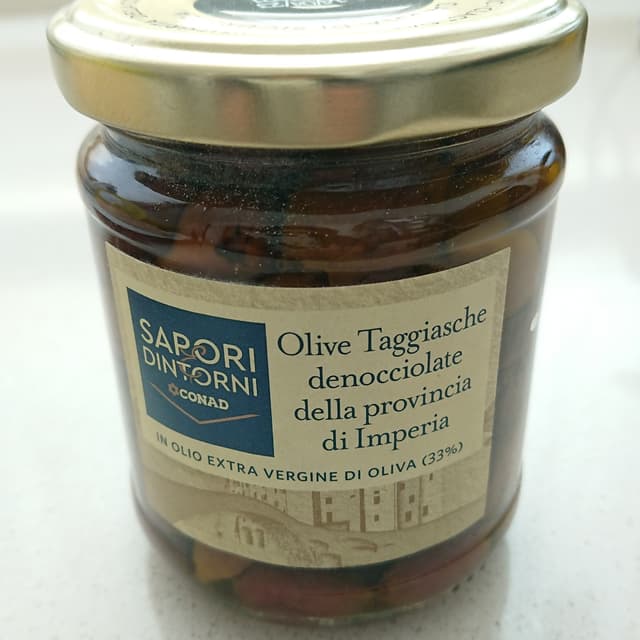 SAPORI
& DINTORNI
CONAD
Olive Taggiasche
denocciolate
della provincia
di Imperia
IN OLIO EXTRA VERGINE DI OLIVA (33%)